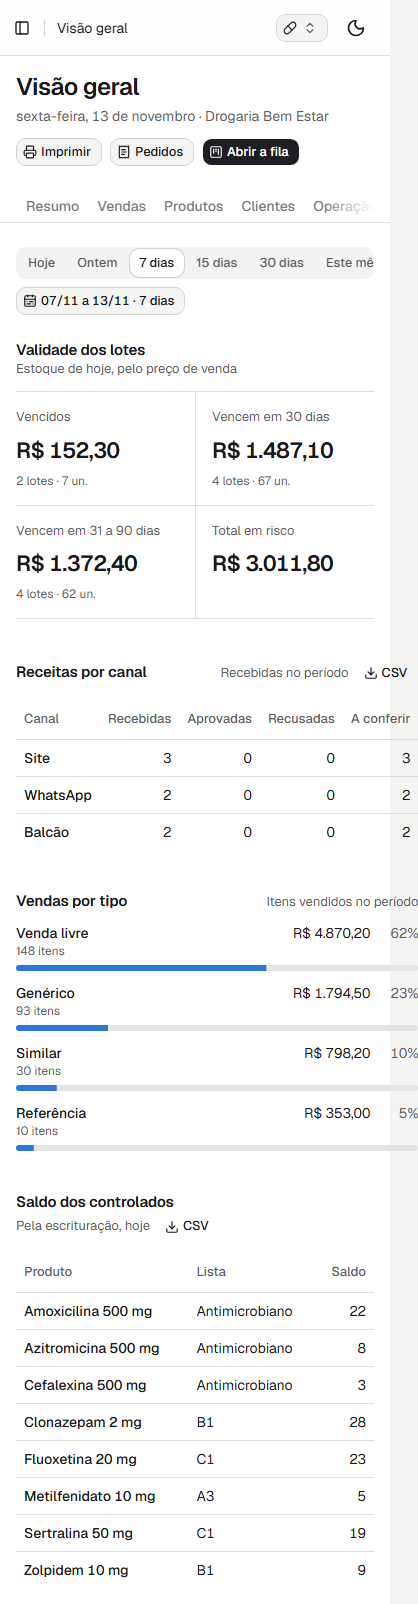 Visão geral
Visão geral
sexta-feira, 13 de novembro · Drogaria Bem Estar
Imprimir Pedidos Abrir a fila
Resumo Vendas Produtos Clientes Operaçã
Hoje Ontem 7 dias 15 dias 30 dias Este mê
07/11 a 13/11 · 7 dias
Validade dos lotes
Estoque de hoje, pelo preço de venda
Vencidos Vencem em 30 dias
R$ 152,30 R$ 1.487,10
2 lotes · 7 un. 4 lotes · 67 un.
Vencem em 31 a 90 dias Total em risco
R$ 1.372,40 R$ 3.011,80
4 lotes · 62 un.
Receitas por canal Recebidas no período CSV
Canal Recebidas Aprovadas Recusadas A conferir
Site 3 0 0 3
WhatsApp 2 0 0 2
Balcão 2 0 0 2
Vendas por tipo Itens vendidos no período
Venda livre R$ 4.870,20 62%
148 itens
Genérico R$ 1.794,50 23%
93 itens
Similar R$ 798,20 10%
30 itens
Referência R$ 353,00 5%
10 itens
Saldo dos controlados
Pela escrituração, hoje CSV
Produto Lista Saldo
Amoxicilina 500 mg Antimicrobiano 22
Azitromicina 500 mg Antimicrobiano 8
Cefalexina 500 mg Antimicrobiano 3
Clonazepam 2 mg B1 28
Fluoxetina 20 mg C1 23
Metilfenidato 10 mg A3 5
Sertralina 50 mg C1 19
Zolpidem 10 mg B1 9